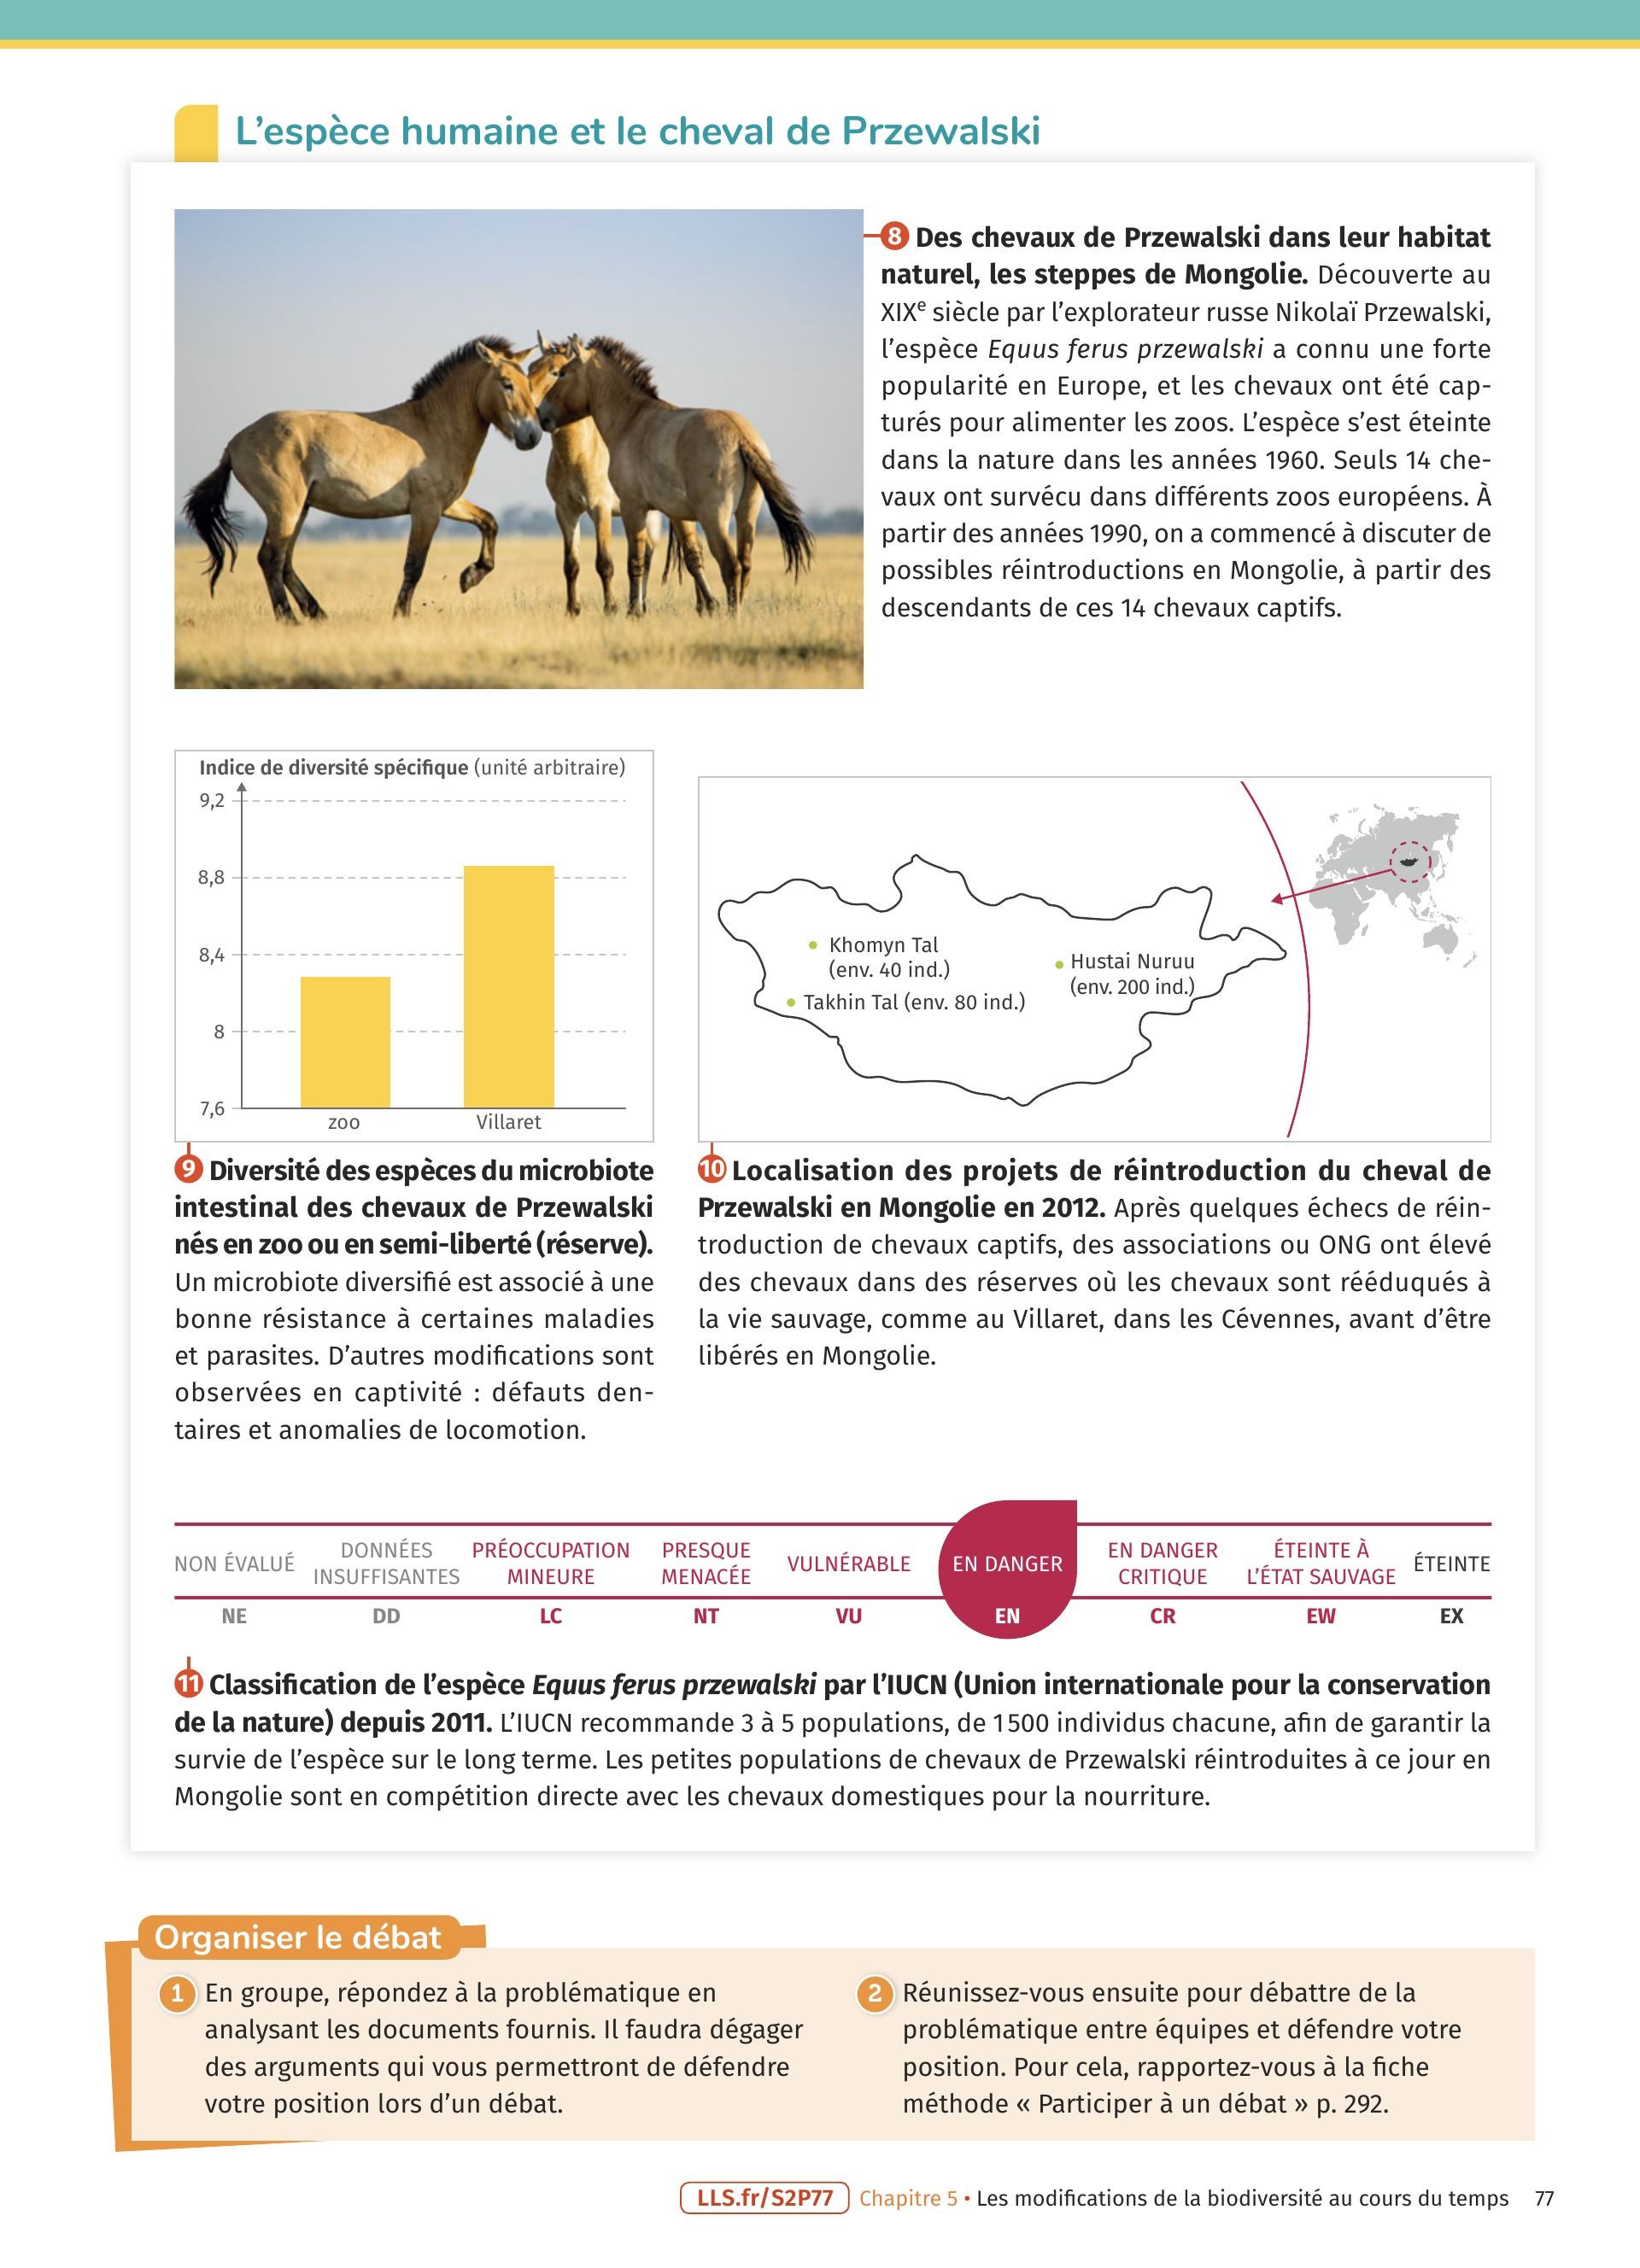 L’espèce humaine et le cheval de Przewalski
8 Des chevaux de Przewalski dans leur habitat
naturel, les steppes de Mongolie. Découverte au
XIXe siècle par l’explorateur russe Nikolaï Przewalski,
l’espèce Equus ferus przewalski a connu une forte
popularité en Europe, et les chevaux ont été cap-
turés pour alimenter les zoos. L’espèce s’est éteinte
dans la nature dans les années 1960. Seuls 14 che-
vaux ont survécu dans différents zoos européens. À
partir des années 1990, on a commencé à discuter de
possibles réintroductions en Mongolie, à partir des
descendants de ces 14 chevaux captifs.
Indice de diversité spécifique (unité arbitraire)
9,2
8,8
8,4
8
7,6
zoo Villaret
9 Diversité des espèces du microbiote
intestinal des chevaux de Przewalski
nés en zoo ou en semi-liberté (réserve).
Un microbiote diversifié est associé à une
bonne résistance à certaines maladies
et parasites. D’autres modifications sont
observées en captivité : défauts den-
taires et anomalies de locomotion.
Khomyn Tal
(env. 40 ind.)
Takhin Tal (env. 80 ind.)
Hustai Nuruu
(env. 200 ind.)
10 Localisation des projets de réintroduction du cheval de
Przewalski en Mongolie en 2012. Après quelques échecs de réin-
troduction de chevaux captifs, des associations ou ONG ont élevé
des chevaux dans des réserves où les chevaux sont rééduqués à
la vie sauvage, comme au Villaret, dans les Cévennes, avant d’être
libérés en Mongolie.
NON ÉVALUÉ
NE
DONNÉES
INSUFFISANTES
DD
PRÉOCCUPATION
MINEURE
LC
PRESQUE
MENACÉE
NT
VULNÉRABLE
VU
EN DANGER
EN
EN DANGER
CRITIQUE
CR
ÉTEINTE À
L’ÉTAT SAUVAGE
EW
ÉTEINTE
EX
11 Classification de l’espèce Equus ferus przewalski par l’IUCN (Union internationale pour la conservation
de la nature) depuis 2011. L’IUCN recommande 3 à 5 populations, de 1 500 individus chacune, afin de garantir la
survie de l’espèce sur le long terme. Les petites populations de chevaux de Przewalski réintroduites à ce jour en
Mongolie sont en compétition directe avec les chevaux domestiques pour la nourriture.
Organiser le débat
1 En groupe, répondez à la problématique en
analysant les documents fournis. Il faudra dégager
des arguments qui vous permettront de défendre
votre position lors d’un débat.
2 Réunissez-vous ensuite pour débattre de la
problématique entre équipes et défendre votre
position. Pour cela, rapportez-vous à la fiche
méthode « Participer à un débat » p. 292.
LLS.fr/S2P77 Chapitre 5 • Les modifications de la biodiversité au cours du temps 77